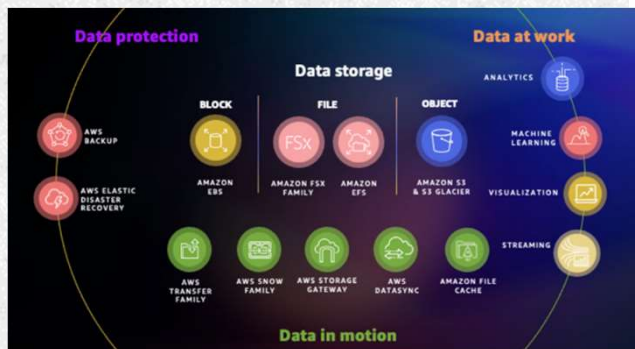 Data protection
Data at work
Data storage
ANALYTICS
BLOCK
FILE
OBJECT
AWS
BACKUP
FSx
MACHINE
LEARNING
AMAZON
EBS
AMAZON FSX
FAMILY
AMAZON
EFS
AMAZON S3
& S3 GLACIER
AWS ELASTIC
DISASTER
RECOVERY
VISUALIZATION
STREAMING
AWS
TRANSFER
FAMILY
AWS SNOW
FAMILY
AWS STORAGE
GATEWAY
AWS
DATASYNC
AMAZON FILE
CACHE
Data in motion